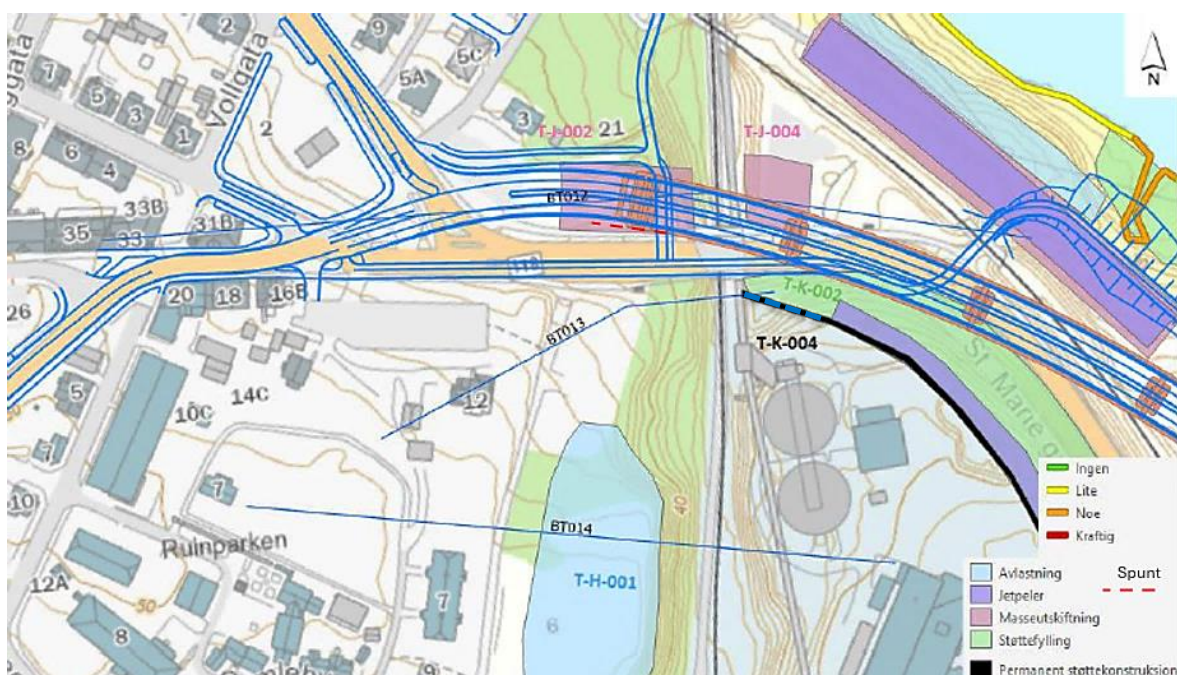 2
9
N
5C
5A
7
5
3
1
Vollgata
2
3
T-J-002
21
T-J-004
8
6
4
33B
35
33
31B
BT012
118
26
20
18
16B
T-K-002
BT013
T-K-004
St. Marie g
5
12
14C
10C
7
7
40
10
BT014
Ruinparken
T-H-001
12A
50
7
8
6
9
Ingen
Lite
Noe
Kraftig
Avlastning
Spunt
Jetpeler
Masseutskiftning
Støttefylling
Permanent støttekonstruksjon